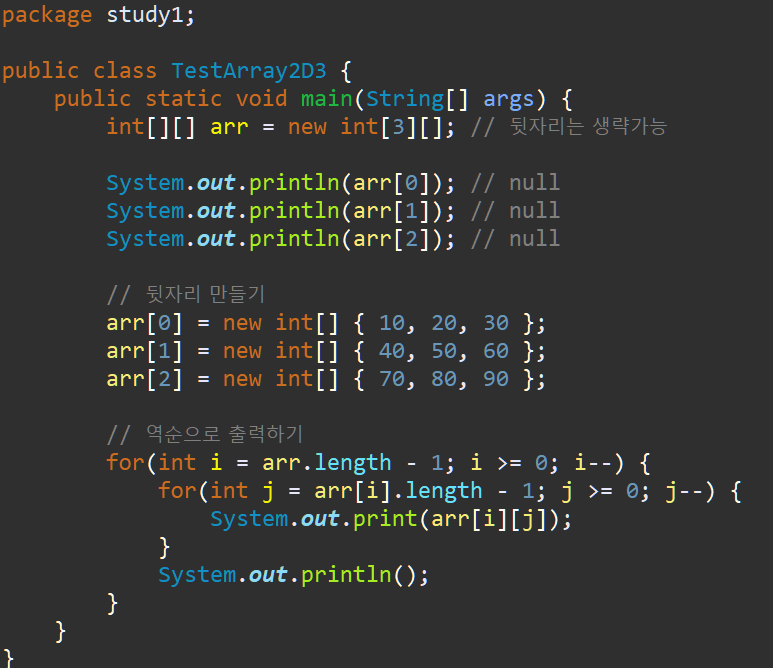 package study1;

public class TestArray2D3 {
    public static void main(String[] args) {
        int[][] arr = new int[3][]; // 뒷자리는 생략가능

        System.out.println(arr[0]); // null
        System.out.println(arr[1]); // null
        System.out.println(arr[2]); // null

        // 뒷자리 만들기
        arr[0] = new int[] { 10, 20, 30 };
        arr[1] = new int[] { 40, 50, 60 };
        arr[2] = new int[] { 70, 80, 90 };

        // 역순으로 출력하기
        for(int i = arr.length - 1; i >= 0; i--) {
            for(int j = arr[i].length - 1; j >= 0; j--) {
                System.out.print(arr[i][j]);
            }
            System.out.println();
        }
    }
}